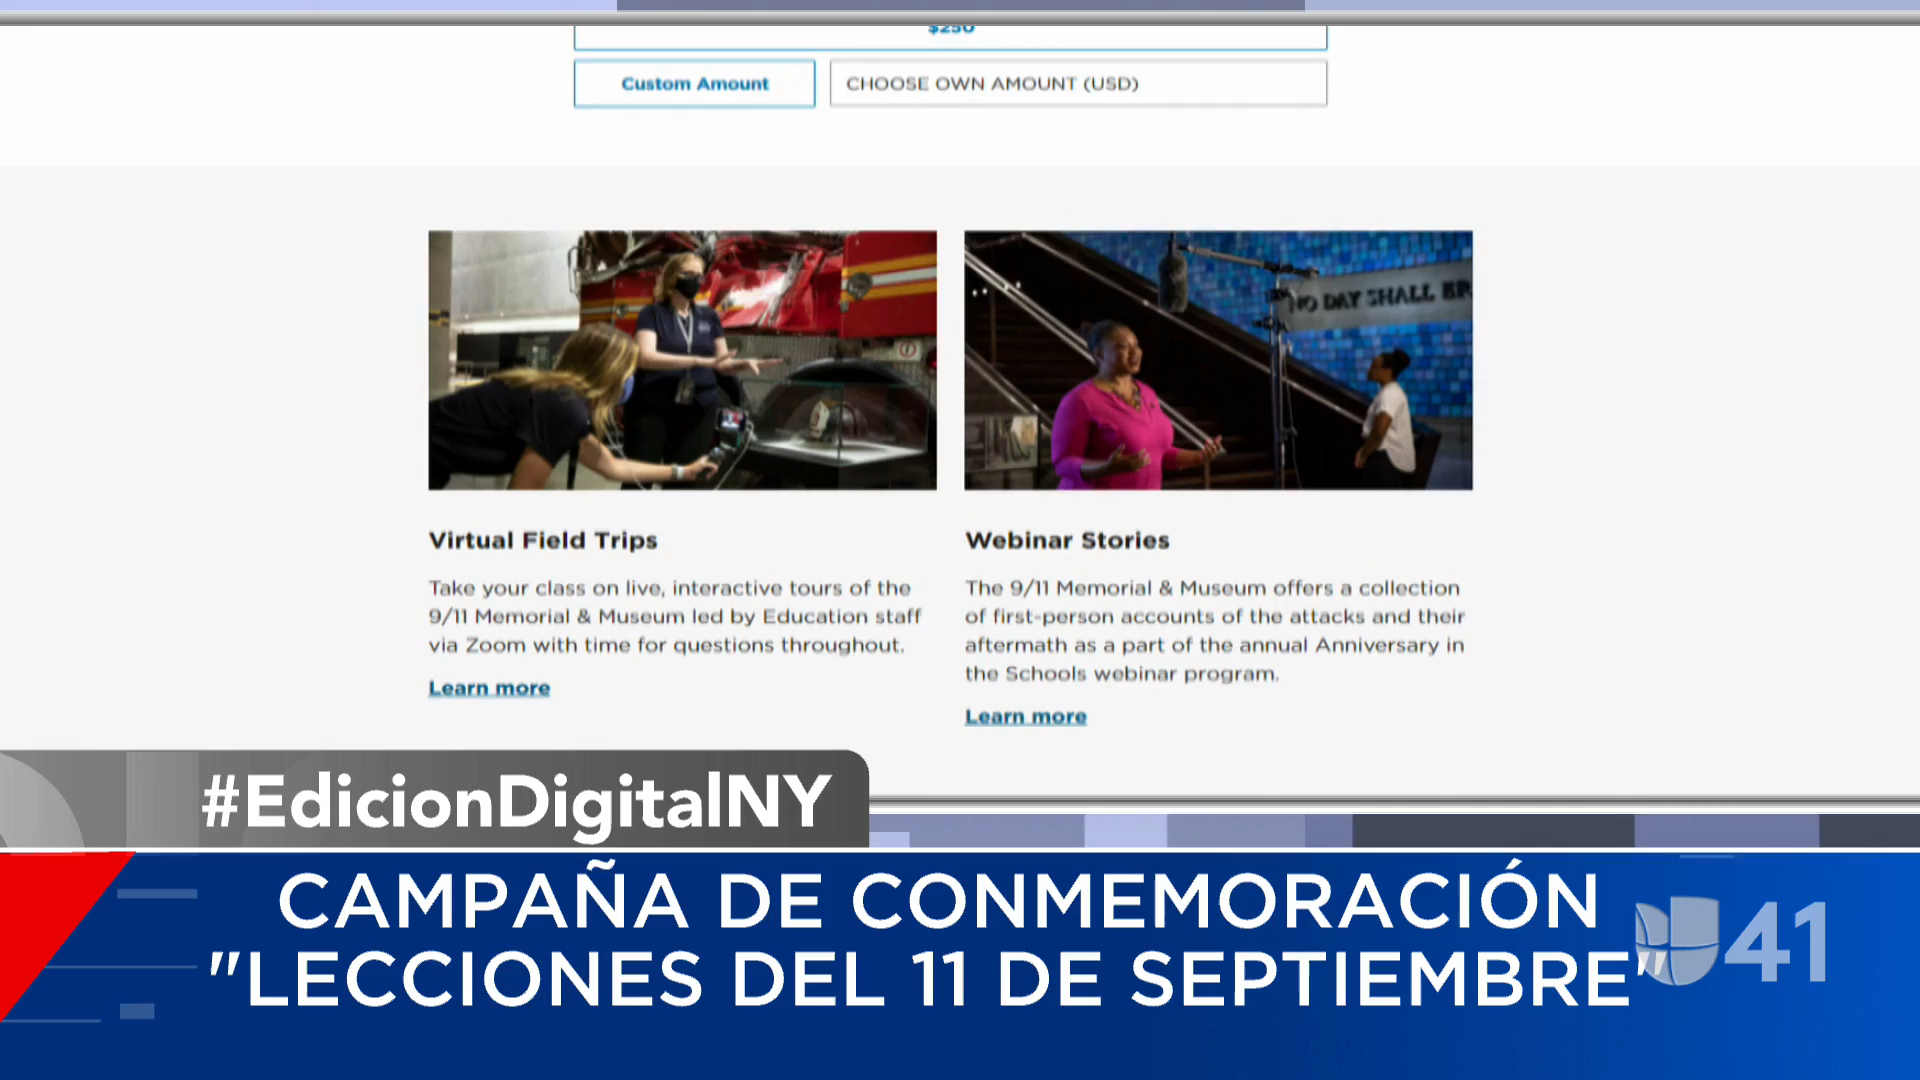 $250
Custom Amount
CHOOSE OWN AMOUNT (USD)
NO DAY SHALL ER
Virtual Field Trips
Take your class on live, interactive tours of the
9/11 Memorial & Museum led by Education staff
via Zoom with time for questions throughout.
Learn more
Webinar Stories
The 9/11 Memorial & Museum offers a collection
of first-person accounts of the attacks and their
aftermath as a part of the annual Anniversary in
the Schools webinar program.
Learn more
#EdicionDigitalNY
CAMPAÑA DE CONMEMORACIÓN
"LECCIONES DEL 11 DE SEPTIEMBRE"
41